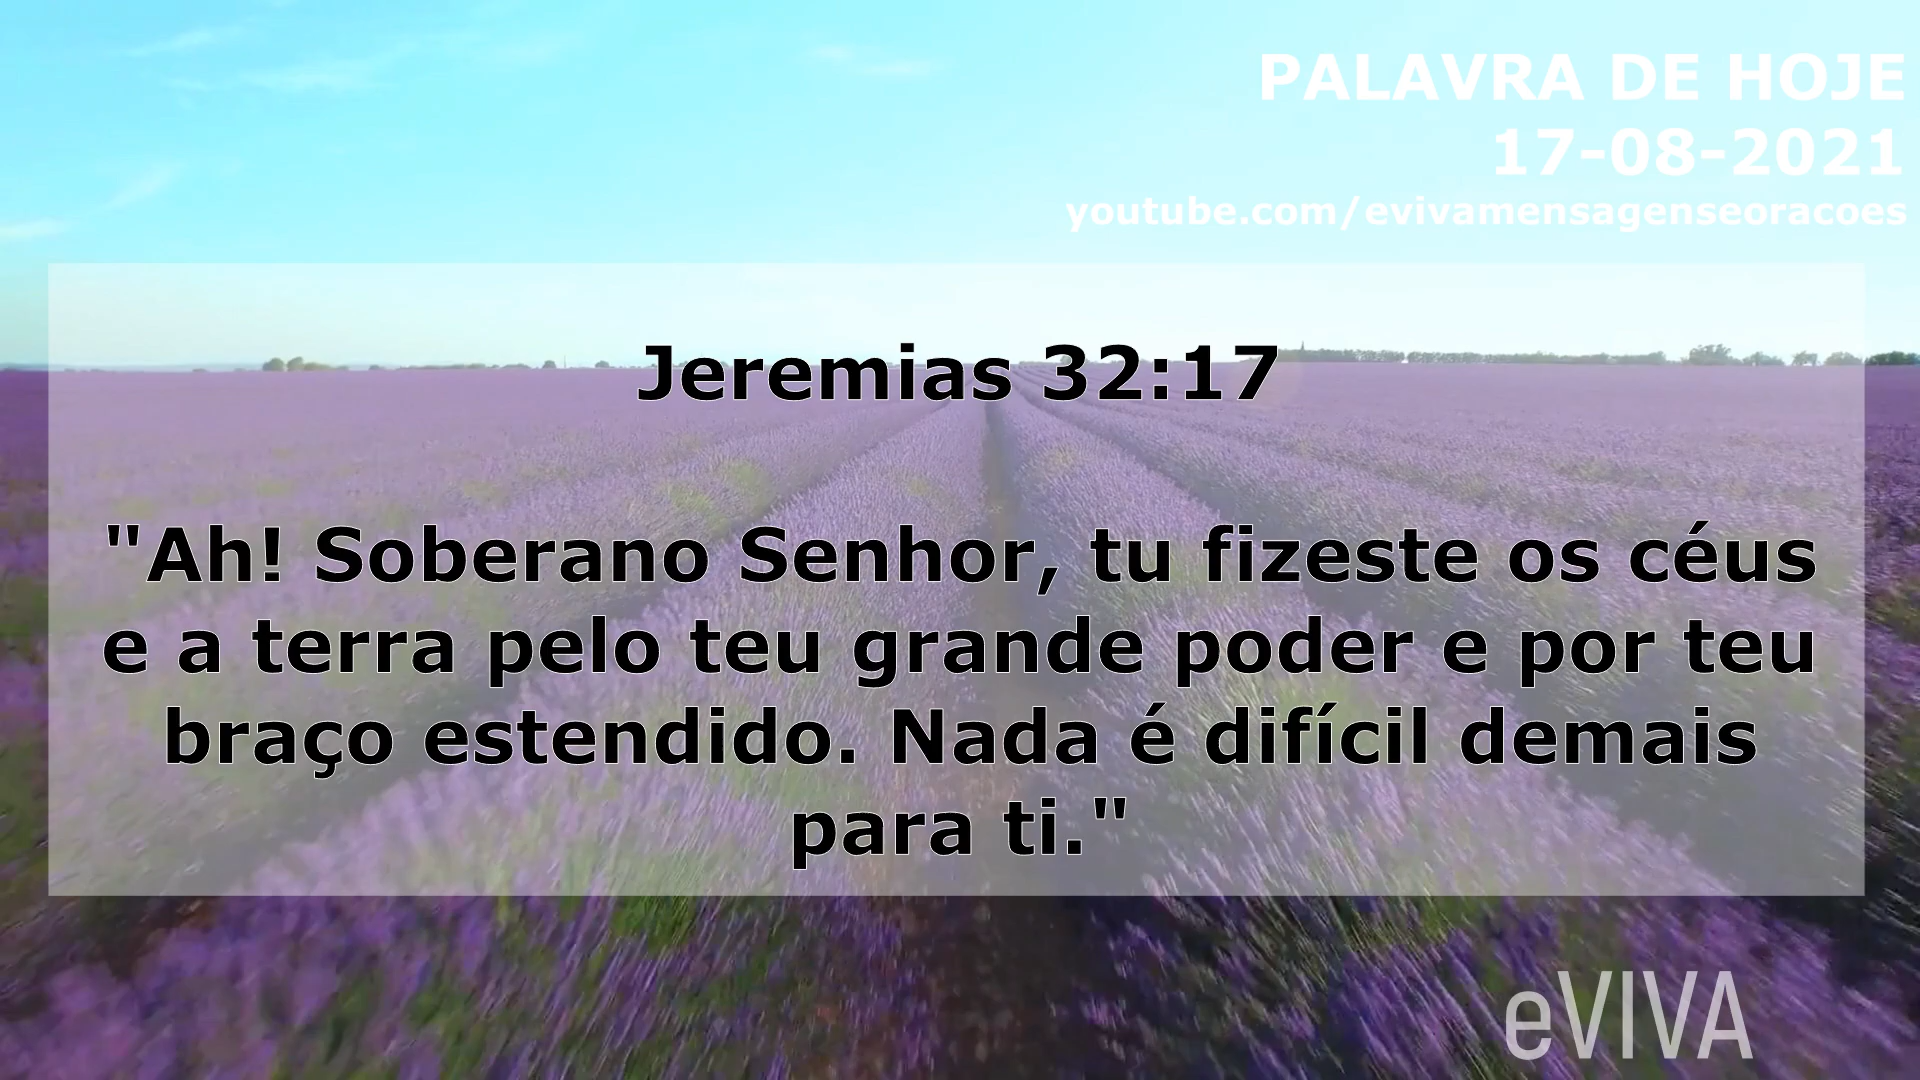 PALAVRA DE HOJE
17-08-2021
youtube.com/evivamensagenseoracoes
Jeremias 32:17
"Ah! Soberano Senhor, tu fizeste os céus
e a terra pelo teu grande poder e por teu
braço estendido. Nada é difícil demais
para ti."
eVIVA